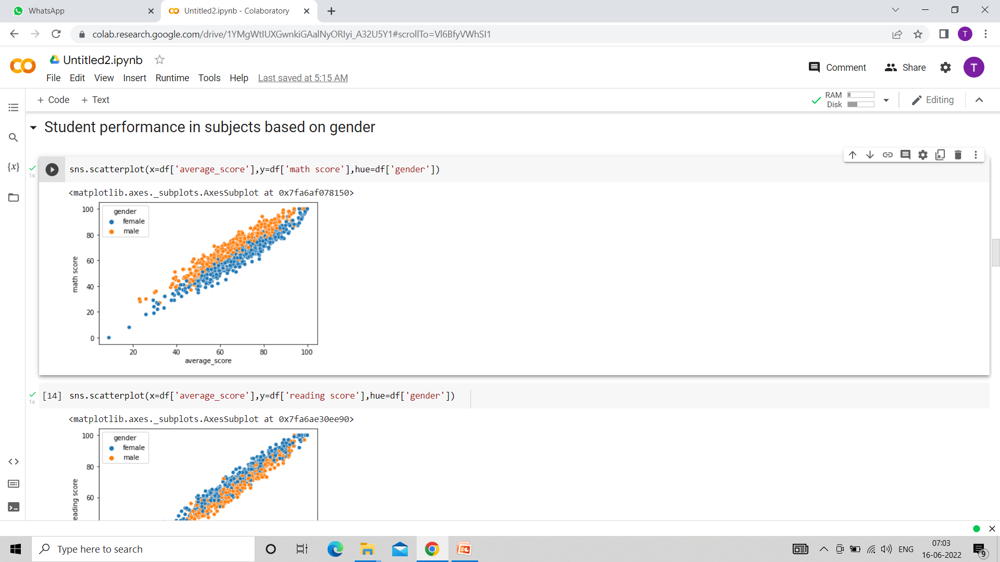 WhatsApp
Untitled2.ipynb - Colaboratory
colab.research.google.com/drive/1YMgWtIUXGwnkiGAalNyORIyi_A32U5Y1#scrollTo=Vl6BfyVWhSI1
T
CO
Untitled2.ipynb
Comment
Share
T
File Edit View Insert Runtime Tools Help Last saved at 5:15 AM
+ Code + Text
RAM
Disk
Editing
Student performance in subjects based on gender
{x}
1s
sns.scatterplot(x=df['average_score'],y=df['math score'],hue=df['gender'])
<matplotlib.axes._subplots.AxesSubplot at 0x7fa6af078150>
gender
female
male
100
80
60
40
20
0
math score
20 40 60 80 100
average_score
1s
[14] sns.scatterplot(x=df['average_score'],y=df['reading score'],hue=df['gender'])
<matplotlib.axes._subplots.AxesSubplot at 0x7fa6ae30ee90>
gender
female
male
100
80
60
eading score
Type here to search
ENG
07:03
16-06-2022
9